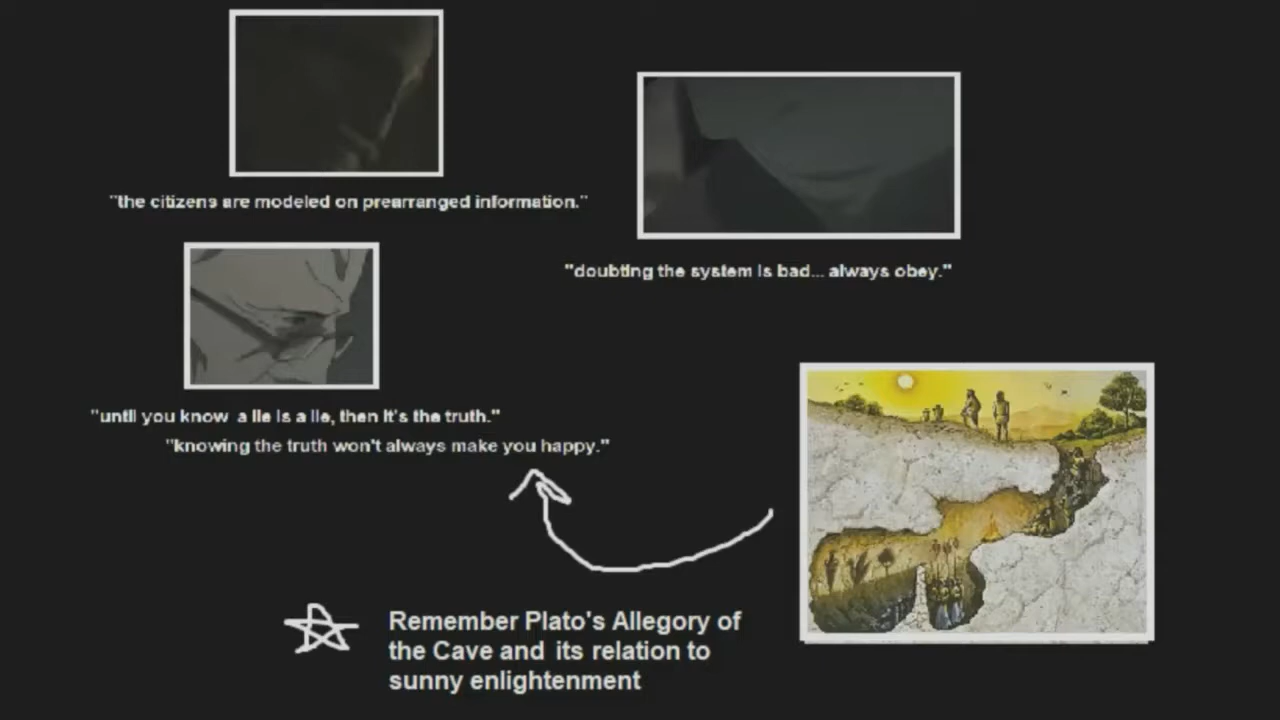 "the citizens are modeled on prearranged information."
"doubting the system is bad... always obey."
"until you know a lie is a lie, then it's the truth."
"knowing the truth won't always make you happy."
Remember Plato's Allegory of
the Cave and its relation to
sunny enlightenment